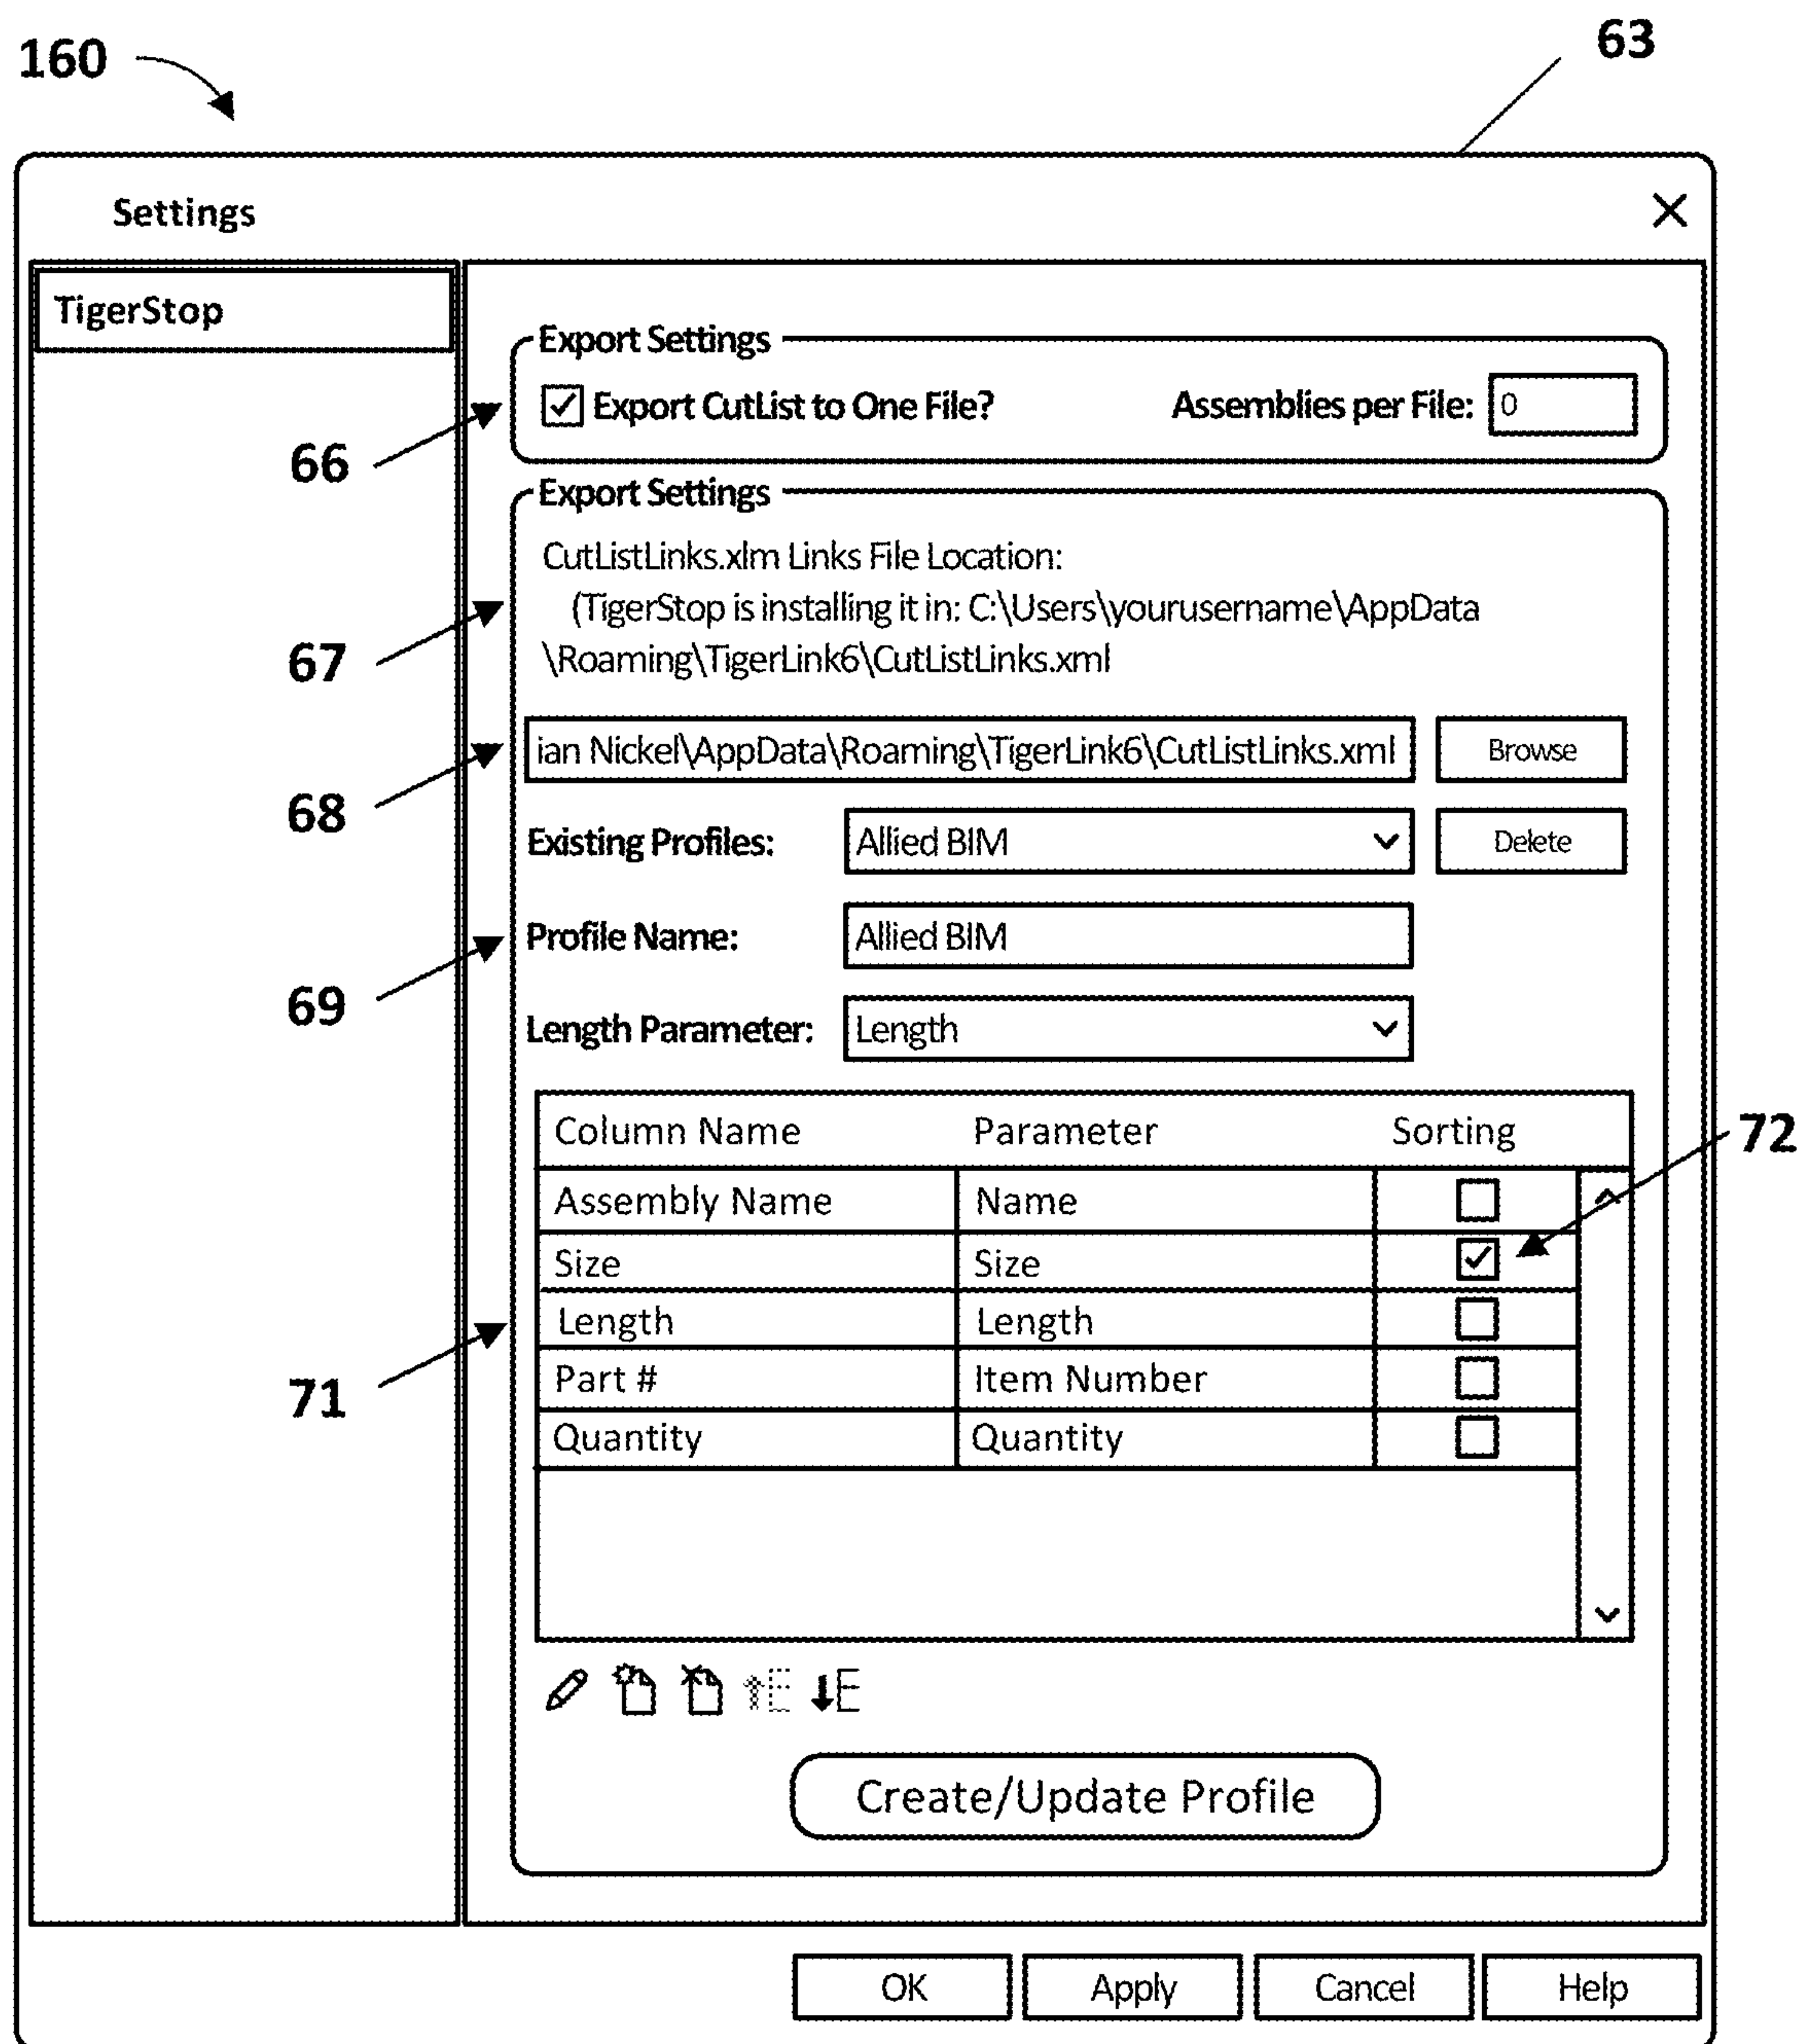 160
63
Settings
TigerStop
Export Settings
Export CutList to One File? Assemblies per File: 0
66
Export Settings
CutListLinks.xlm Links File Location:
(TigerStop is installing it in: C:\Users\yourusername\AppData
\Roaming\TigerLink6\CutListLinks.xml
67
ian Nickel\AppData\Roaming\TigerLink6\CutListLinks.xml Browse
68
Existing Profiles: Allied BIM Delete
Profile Name: Allied BIM
69
Length Parameter: Length
Column Name Parameter Sorting
72
Assembly Name Name
Size Size
Length Length
71
Part # Item Number
Quantity Quantity
Create/Update Profile
OK Apply Cancel Help